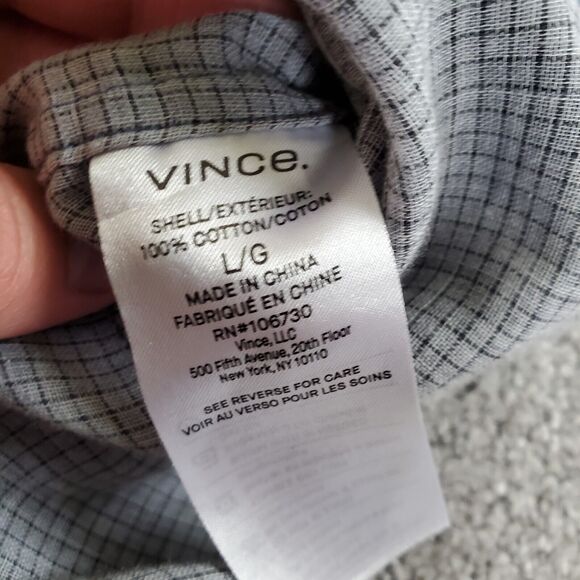 VINCe.
SHELL/EXTÉRIEUR:
100% COTTON/COTON
L/G
MADE IN CHINA
FABRIQUÉ EN CHINE
RN#106730
Vince, LLC
500 Fifth Avenue, 20th Floor
New York, NY 10110
SEE REVERSE FOR CARE
VOIR AU VERSO POUR LES SOINS